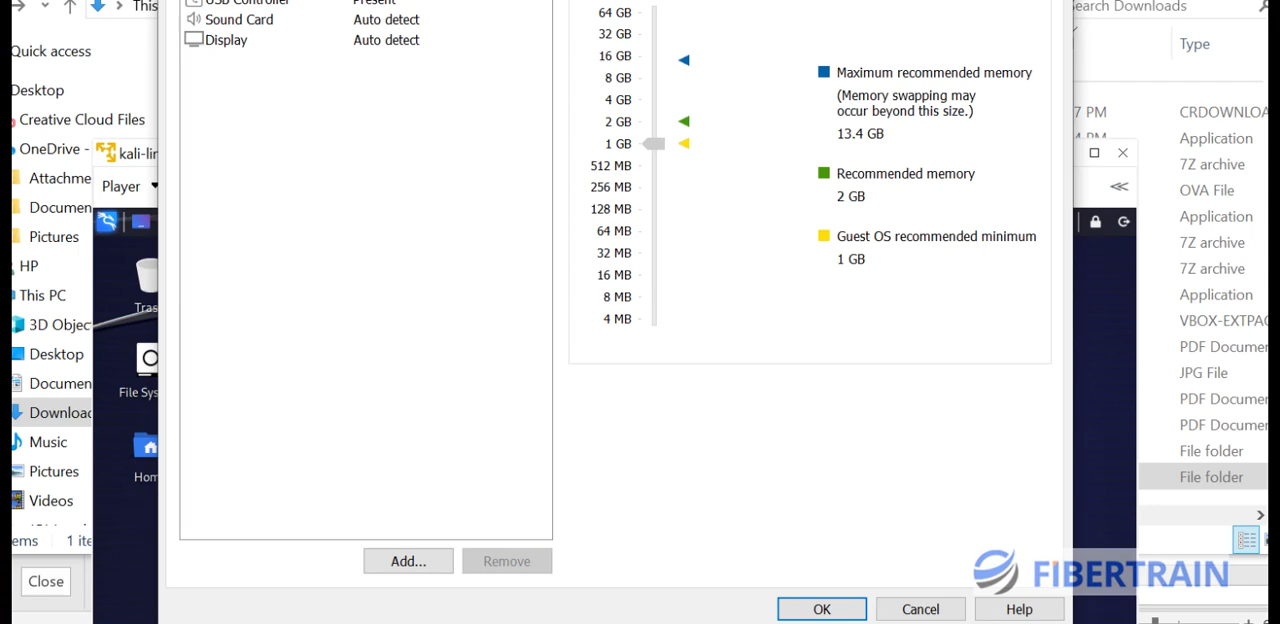 This
Search Downloads
Quick access
Desktop
Creative Cloud Files
OneDrive -
Attachme
Documen
Pictures
HP
This PC
3D Objec
Desktop
Documen
Downloac
Music
Pictures
Videos
ems 1 ite
Close
kali-lin
Player
Tras
File Sys
Hom
USB Controller Present
Sound Card Auto detect
Display Auto detect
Add...
Remove
64 GB
32 GB
16 GB
8 GB
4 GB
2 GB
1 GB
512 MB
256 MB
128 MB
64 MB
32 MB
16 MB
8 MB
4 MB
Maximum recommended memory
(Memory swapping may
occur beyond this size.)
13.4 GB
Recommended memory
2 GB
Guest OS recommended minimum
1 GB
OK
Cancel
Help
Type
7 PM CRDOWNLOA
4 PM Application
7Z archive
OVA File
Application
7Z archive
7Z archive
Application
VBOX-EXTPAC
PDF Documen
JPG File
PDF Documen
PDF Documen
File folder
File folder
FIBERTRAIN